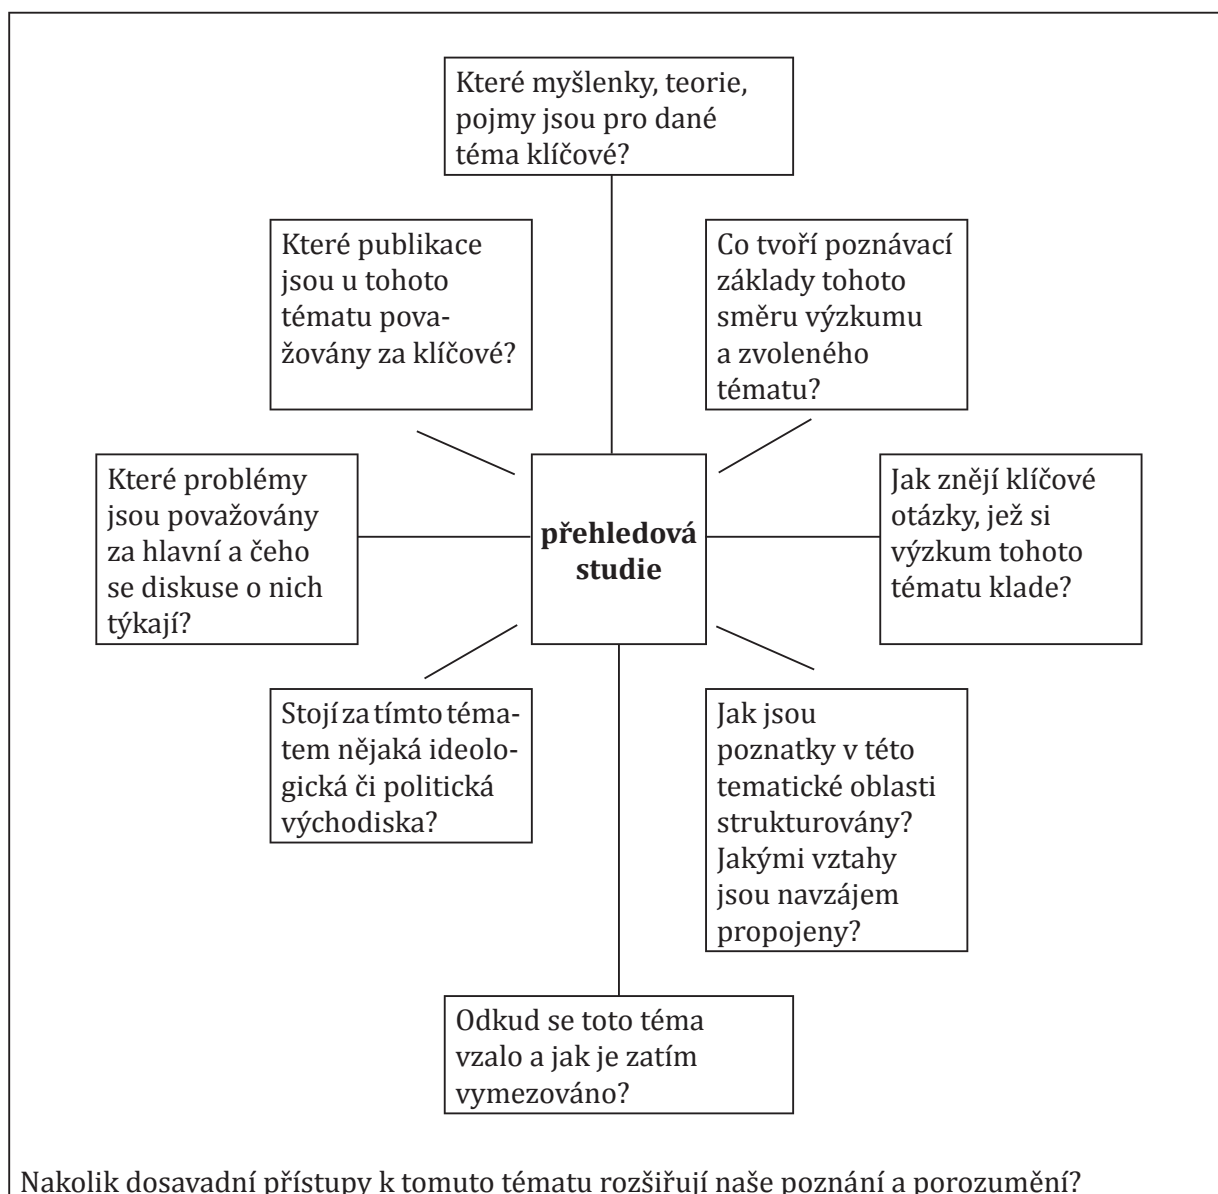 Které myšlenky, teorie,
pojmy jsou pro dané
téma klíčové?
Které publikace
jsou u tohoto
tématu pova-
žovány za klíčové?
Co tvoří poznávací
základy tohoto
směru výzkumu
a zvoleného
tématu?
Které problémy
jsou považovány
za hlavní a čeho
se diskuse o nich
týkají?
přehledová
studie
Jak znějí klíčové
otázky, jež si
výzkum tohoto
tématu klade?
Stojí za tímto téma-
tem nějaká ideolo-
gická či politická
východiska?
Jak jsou
poznatky v této
tematické oblasti
strukturovány?
Jakými vztahy
jsou navzájem
propojeny?
Odkud se toto téma
vzalo a jak je zatím
vymezováno?
Nakolik dosavadní přístupy k tomuto tématu rozšiřují naše poznání a porozumění?